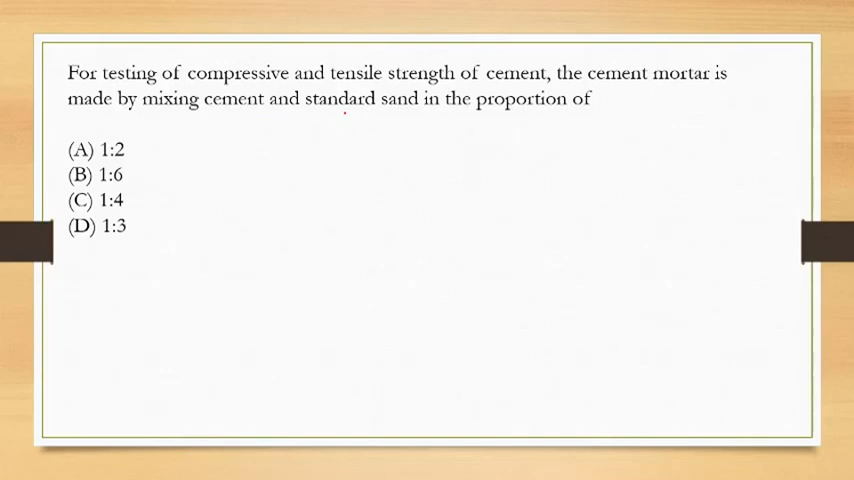 For testing of compressive and tensile strength of cement, the cement mortar is
made by mixing cement and standard sand in the proportion of
(A) 1:2
(B) 1:6
(C) 1:4
(D) 1:3